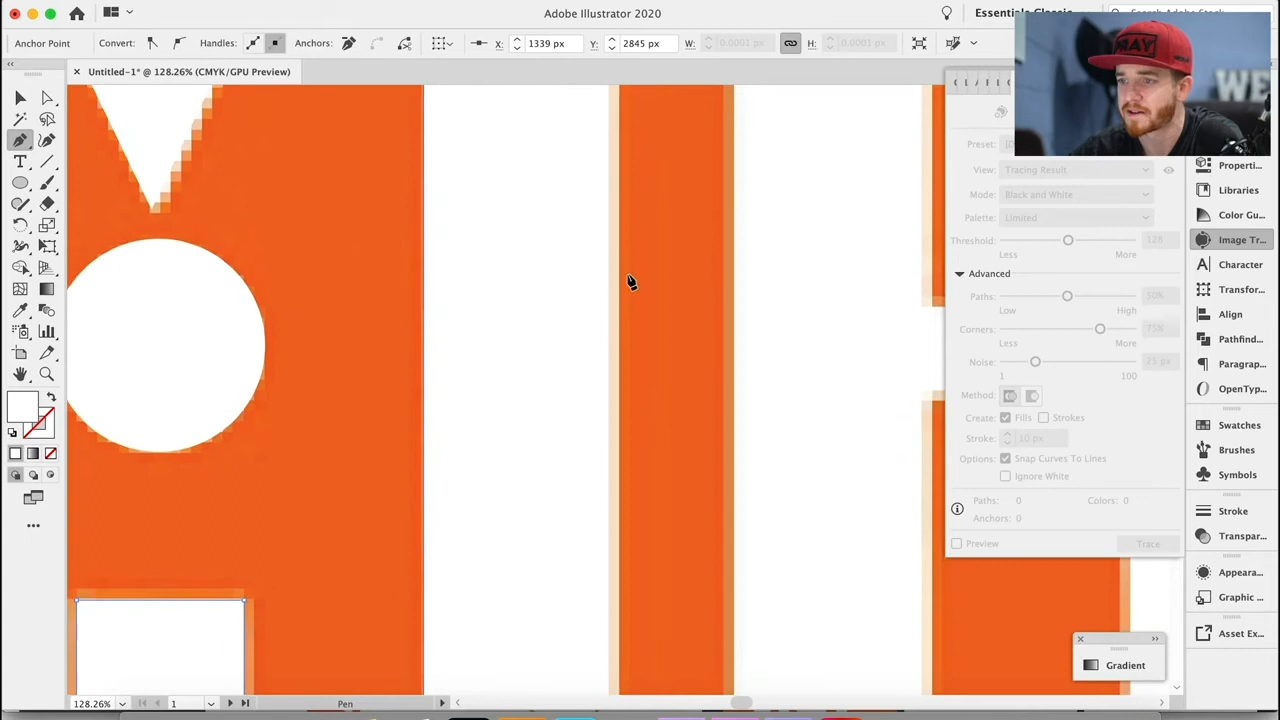 Adobe Illustrator 2020
Essentials Classic
Anchor Point
Convert:
Handles:
Anchors:
X:
1339 px
Y:
2845 px
W:
0.0001 px
H:
0.0001 px
Untitled-1* @ 128.26% (CMYK/GPU Preview)
Preset:
View:
Tracing Result
Mode:
Black and White
Palette:
Limited
Threshold:
128
Less
More
Advanced
Paths:
50%
Low
High
Corners:
75%
Less
More
Noise:
25 px
1
100
Method:
Create:
Fills
Strokes
Stroke:
10 px
Options:
Snap Curves To Lines
Ignore White
Paths: 0
Colors: 0
Anchors: 0
Preview
Trace
Properti...
Libraries
Color Gu...
Image Tr...
Character
Transfor...
Align
Pathfind...
Paragrap...
OpenTyp...
Swatches
Brushes
Symbols
Stroke
Transpar...
Appeara...
Graphic ...
Asset Ex...
Gradient
128.26%
1
Pen